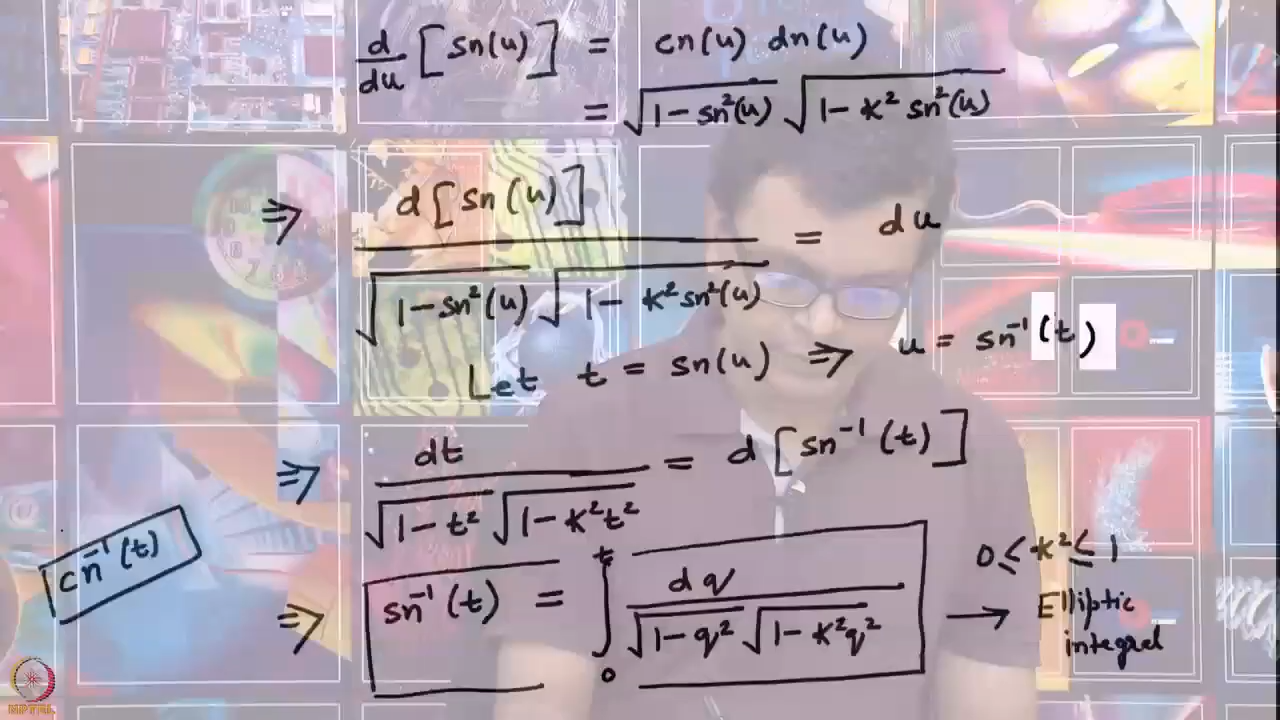 d/du [sn(u)] = cn(u) dn(u)
= √(1-sn²(u)) √(1-k² sn²(u))
⇒ d[sn(u)] / (√(1-sn²(u)) √(1-k²sn²(u))) = du
Let t = sn(u) ⇒ u = sn⁻¹(t)
⇒ dt / (√(1-t²) √(1-k²t²)) = d[sn⁻¹(t)]
cn⁻¹(t)
0 ≤ k² ≤ 1
⇒ sn⁻¹(t) = ∫₀ᵗ dq / (√(1-q²) √(1-k²q²)) → Elliptic
integral
NPTEL